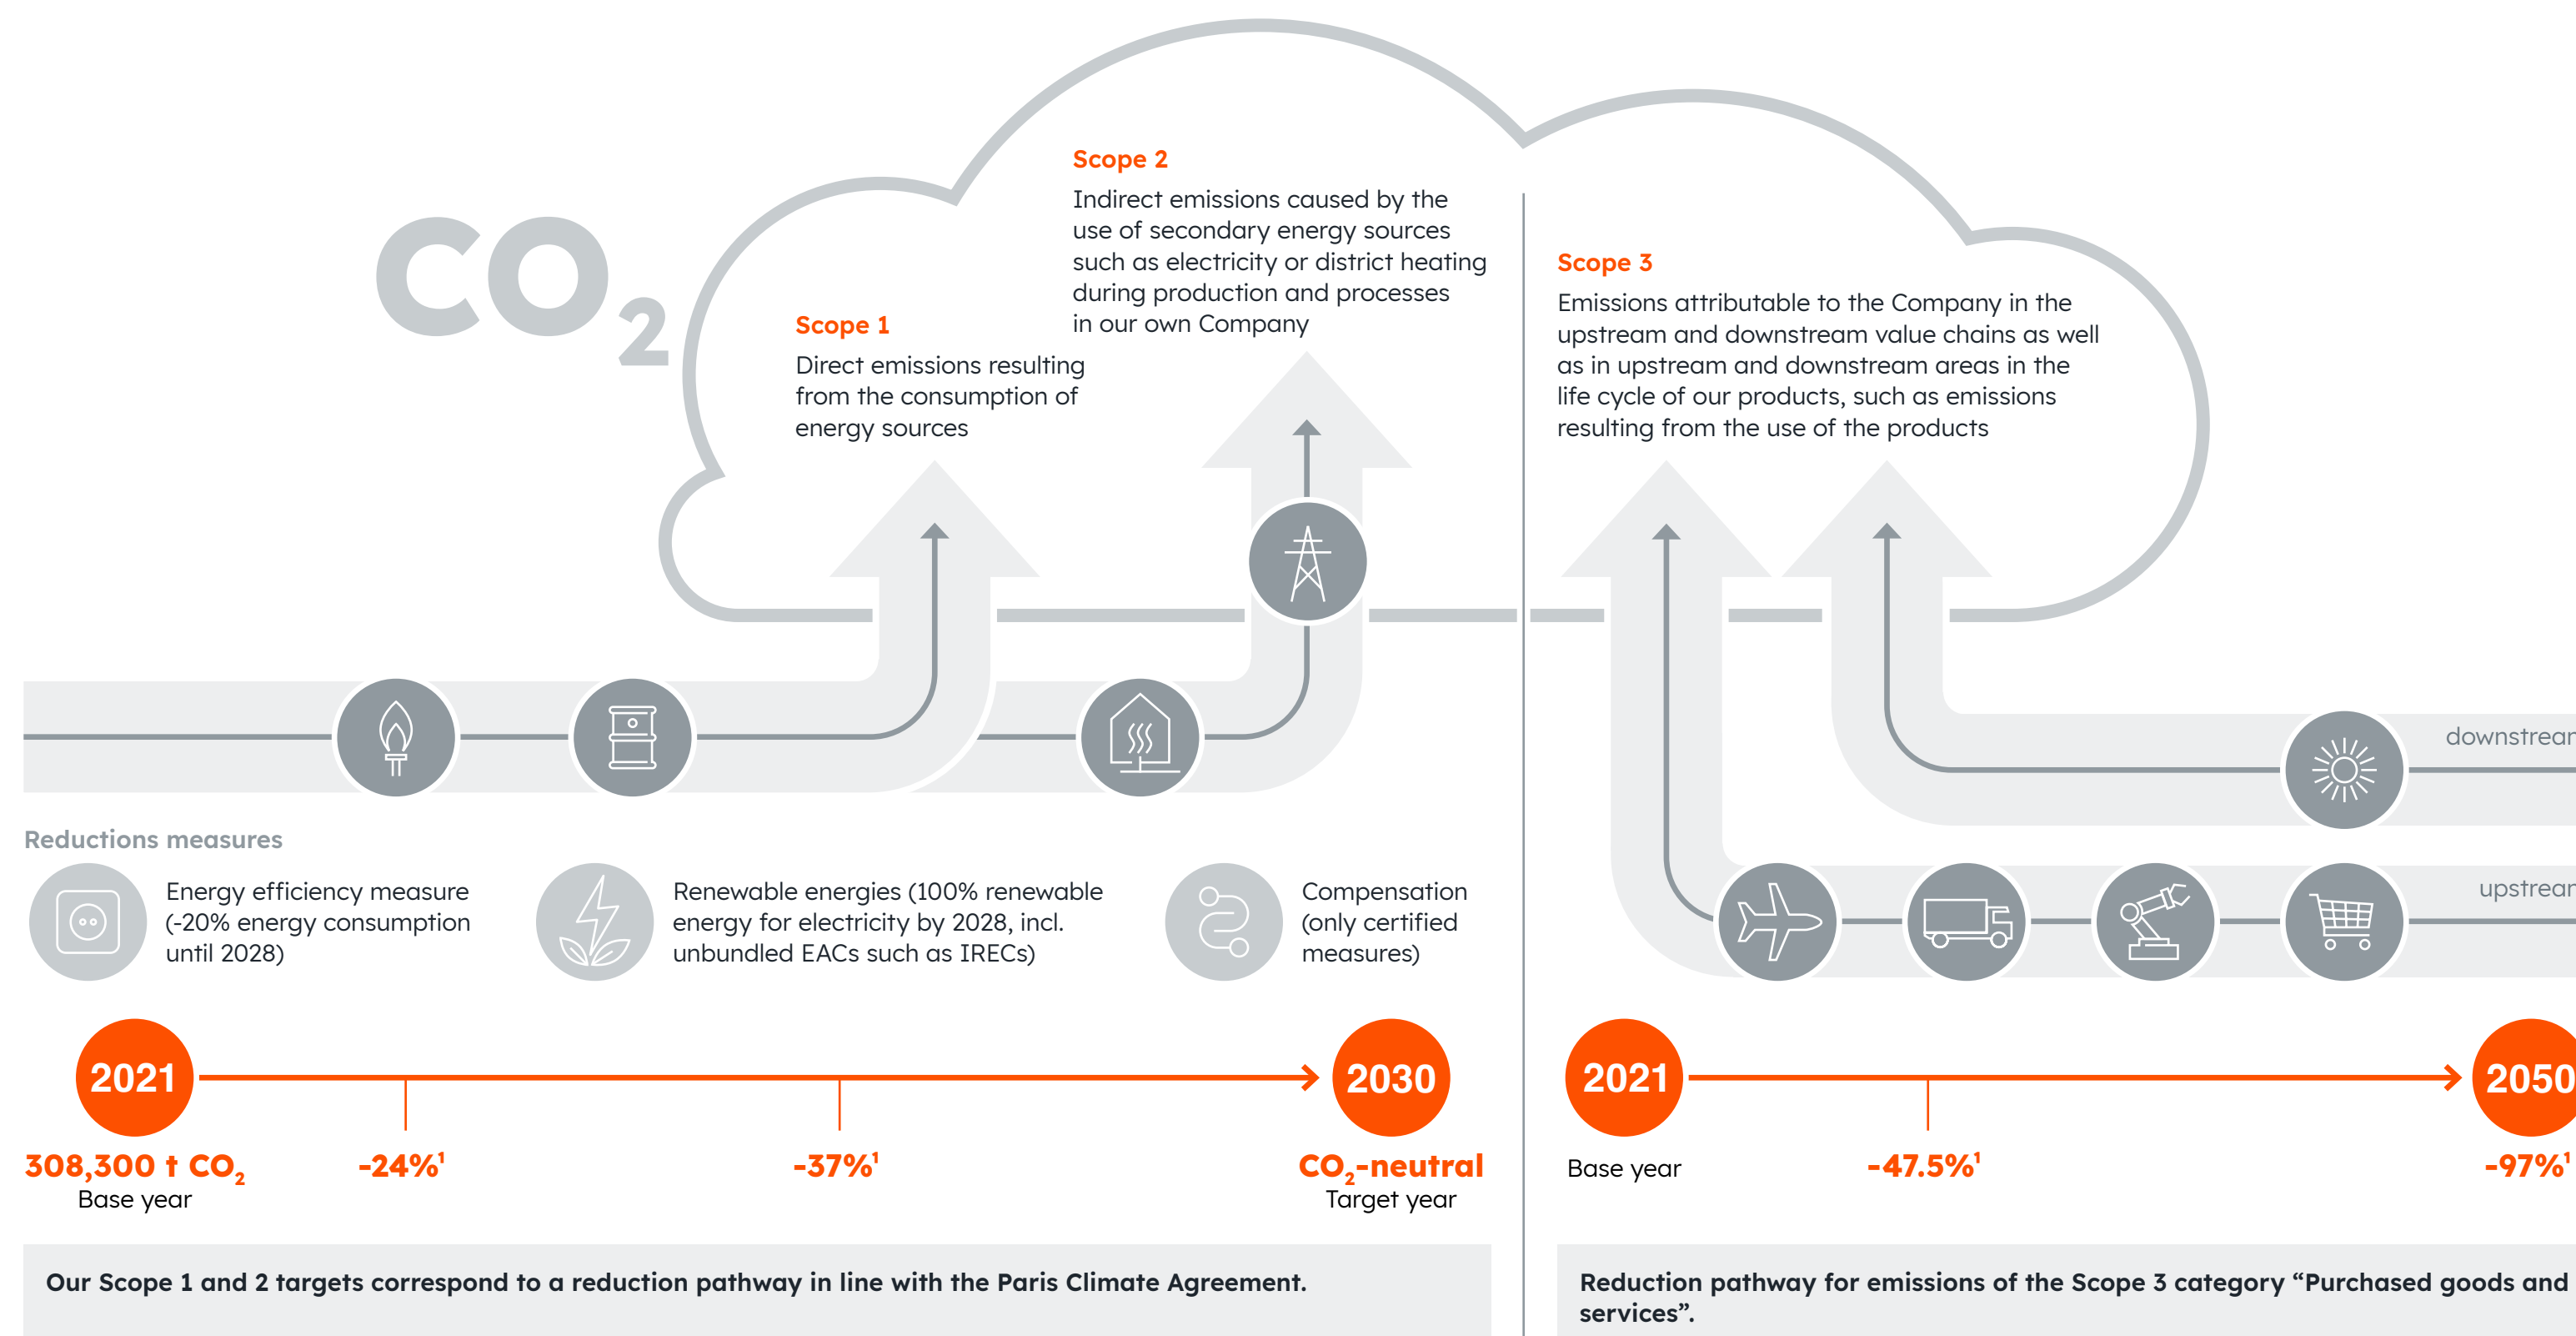 CO2
Scope 1
Direct emissions resulting
from the consumption of
energy sources
Scope 2
Indirect emissions caused by the
use of secondary energy sources
such as electricity or district heating
during production and processes
in our own Company
Scope 3
Emissions attributable to the Company in the
upstream and downstream value chains as well
as in upstream and downstream areas in the
life cycle of our products, such as emissions
resulting from the use of the products
downstream
upstream
Reductions measures
Energy efficiency measure
(-20% energy consumption
until 2028)
Renewable energies (100% renewable
energy for electricity by 2028, incl.
unbundled EACs such as IRECs)
Compensation
(only certified
measures)
2021
2030
308,300 t CO2
Base year
-24%¹
-37%¹
CO2-neutral
Target year
2021
2050
Base year
-47.5%¹
-97%¹
Our Scope 1 and 2 targets correspond to a reduction pathway in line with the Paris Climate Agreement.
Reduction pathway for emissions of the Scope 3 category “Purchased goods and
services”.